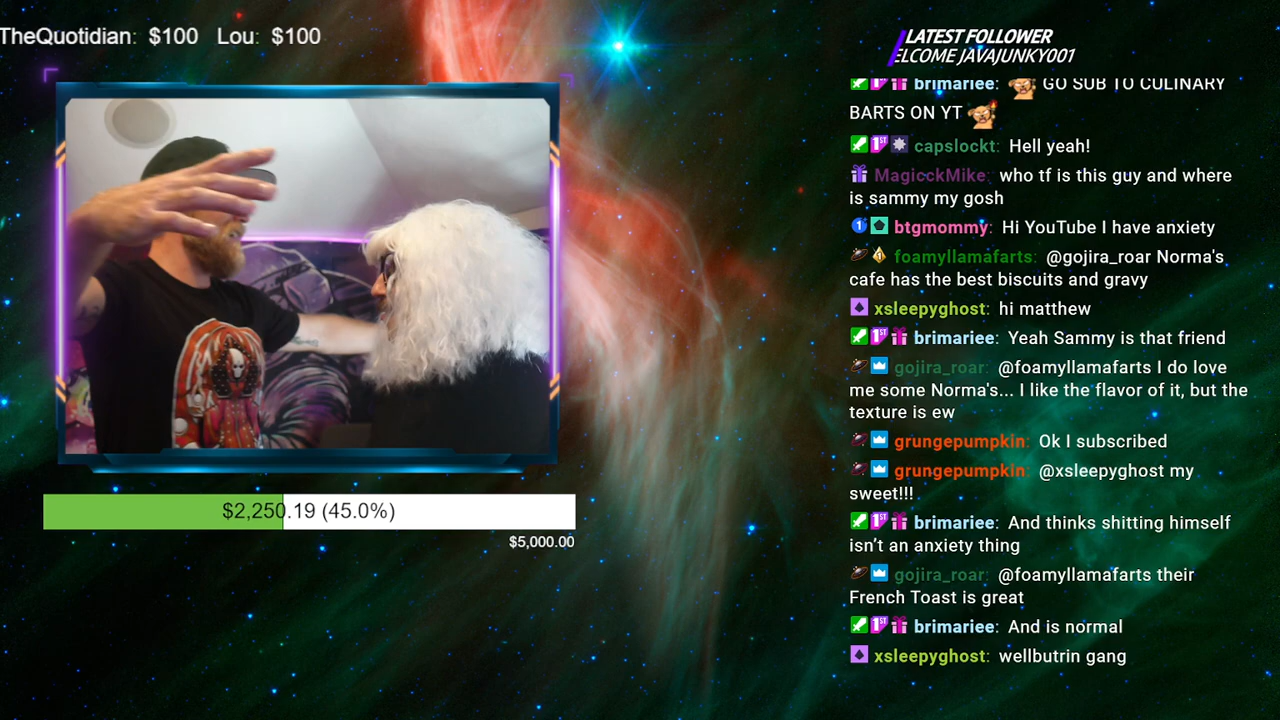 TheQuotidian: $100 Lou: $100
LATEST FOLLOWER
ELCOME JAVAJUNKY001
brimariee: GO SUB TO CULINARY
BARTS ON YT
capslockt: Hell yeah!
MagicckMike: who tf is this guy and where
is sammy my gosh
btgmommy: Hi YouTube I have anxiety
foamyllamafarts: @gojira_roar Norma's
cafe has the best biscuits and gravy
xsleepyghost: hi matthew
brimariee: Yeah Sammy is that friend
gojira_roar: @foamyllamafarts I do love
me some Norma's... I like the flavor of it, but the
texture is ew
grungepumpkin: Ok I subscribed
grungepumpkin: @xsleepyghost my
sweet!!!
brimariee: And thinks shitting himself
isn’t an anxiety thing
gojira_roar: @foamyllamafarts their
French Toast is great
brimariee: And is normal
xsleepyghost: wellbutrin gang
$2,250.19 (45.0%)
$5,000.00